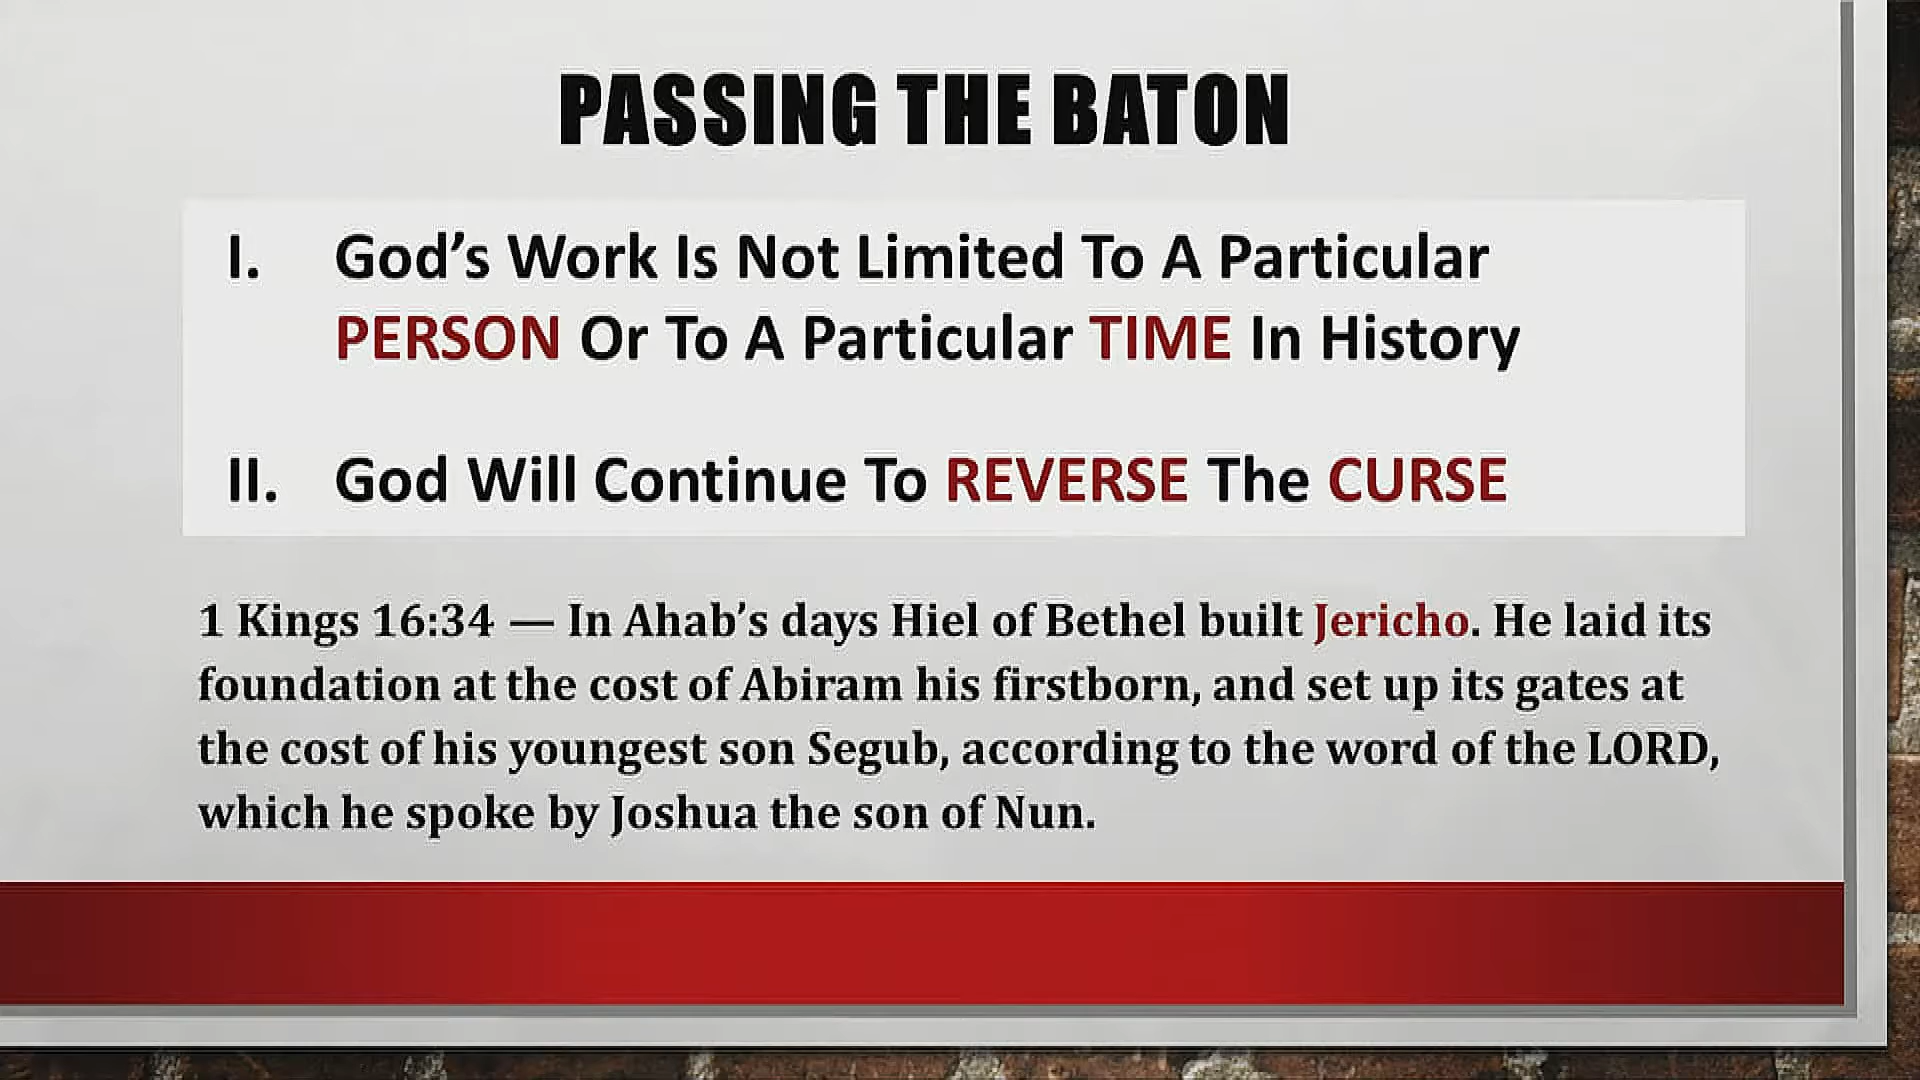 PASSING THE BATON
I. God’s Work Is Not Limited To A Particular
PERSON Or To A Particular TIME In History
II. God Will Continue To REVERSE The CURSE
1 Kings 16:34 — In Ahab’s days Hiel of Bethel built Jericho. He laid its
foundation at the cost of Abiram his firstborn, and set up its gates at
the cost of his youngest son Segub, according to the word of the LORD,
which he spoke by Joshua the son of Nun.